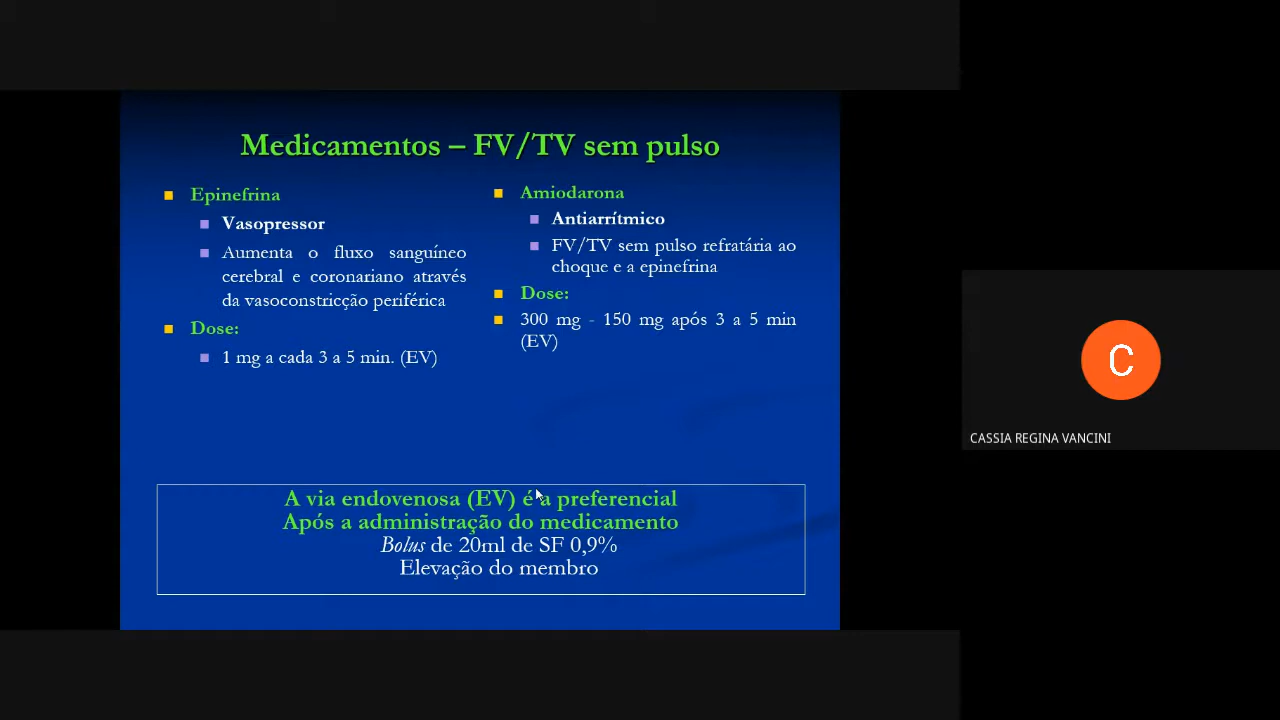 Medicamentos – FV/TV sem pulso
Epinefrina
Vasopressor
Aumenta o fluxo sanguíneo
cerebral e coronariano através
da vasoconstricção periférica
Dose:
1 mg a cada 3 a 5 min. (EV)
Amiodarona
Antiarrítmico
FV/TV sem pulso refratária ao
choque e a epinefrina
Dose:
300 mg - 150 mg após 3 a 5 min
(EV)
A via endovenosa (EV) é a preferencial
Após a administração do medicamento
Bolus de 20ml de SF 0,9%
Elevação do membro
C
CASSIA REGINA VANCINI